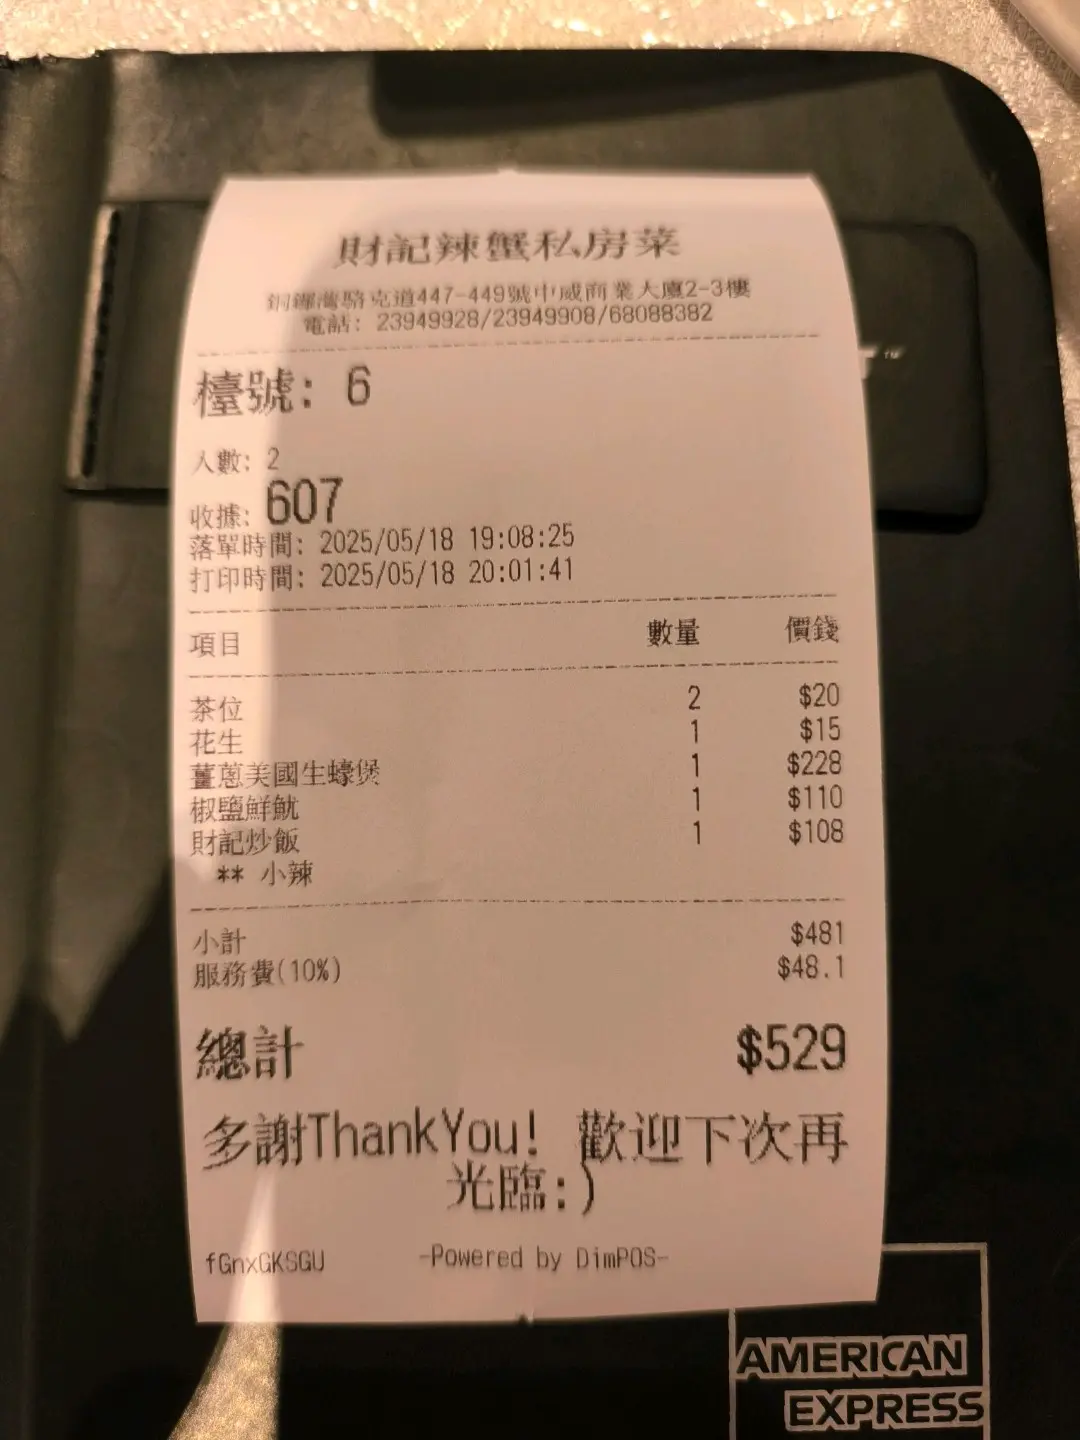 財記辣蟹私房菜
銅鑼灣駱克道447-449號中威商業大廈2-3樓
電話: 23949928/23949908/68088382
檯號: 6
人數: 2
收據: 607
落單時間: 2025/05/18 19:08:25
打印時間: 2025/05/18 20:01:41
項目 數量 價錢
茶位 2 $20
花生 1 $15
薑蔥美國生蠔煲 1 $228
椒鹽鮮魷 1 $110
財記炒飯 1 $108
** 小辣
小計 $481
服務費(10%) $48.1
總計 $529
多謝ThankYou! 歡迎下次再
光臨:)
fGnxGKSGU -Powered by DimPOS-
AMERICAN
EXPRESS